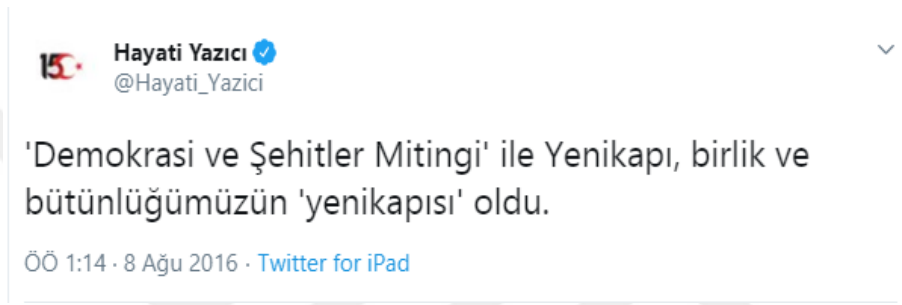 15
Hayati Yazıcı
@Hayati_Yazici
'Demokrasi ve Şehitler Mitingi' ile Yenikapı, birlik ve
bütünlüğümüzün 'yenikapısı' oldu.
ÖÖ 1:14 · 8 Ağu 2016 · Twitter for iPad